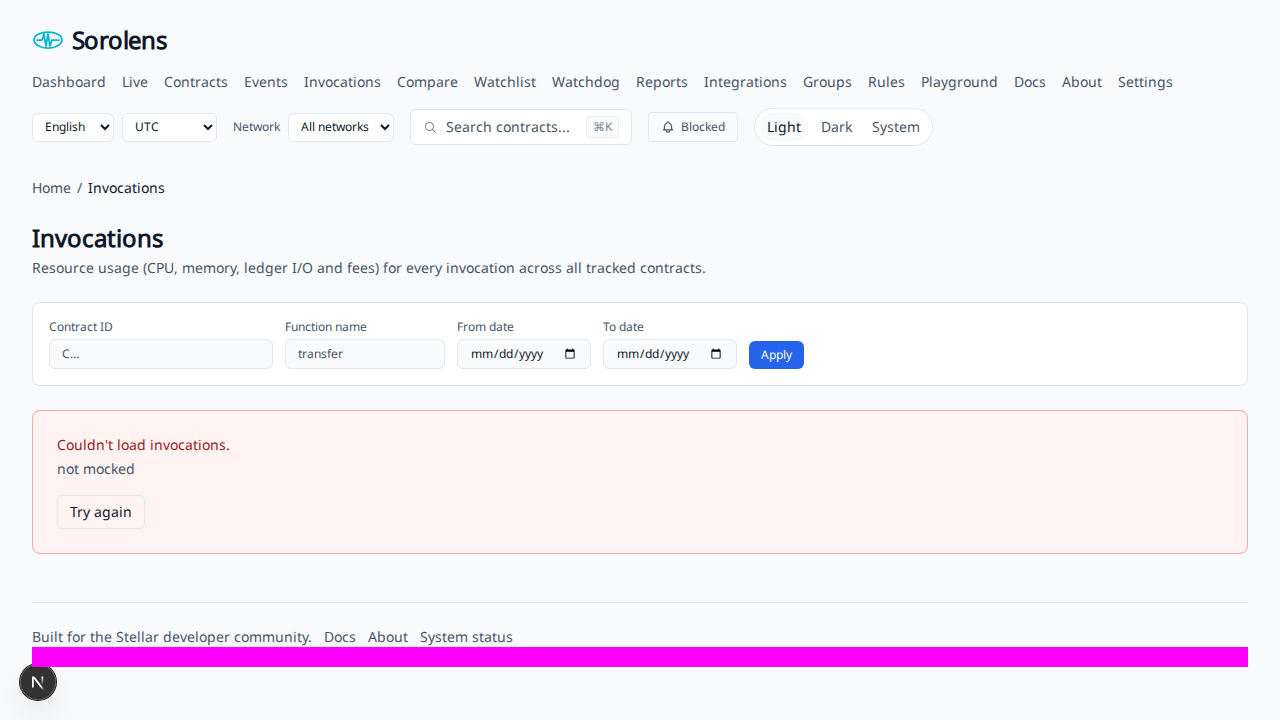 Sorolens
Dashboard Live Contracts Events Invocations Compare Watchlist Watchdog Reports Integrations Groups Rules Playground Docs About Settings
English UTC Network All networks Search contracts... ⌘K Blocked Light Dark System
Home / Invocations
Invocations
Resource usage (CPU, memory, ledger I/O and fees) for every invocation across all tracked contracts.
Contract ID Function name From date To date
C... transfer mm/dd/yyyy mm/dd/yyyy Apply
Couldn't load invocations.
not mocked
Try again
Built for the Stellar developer community. Docs About System status
N